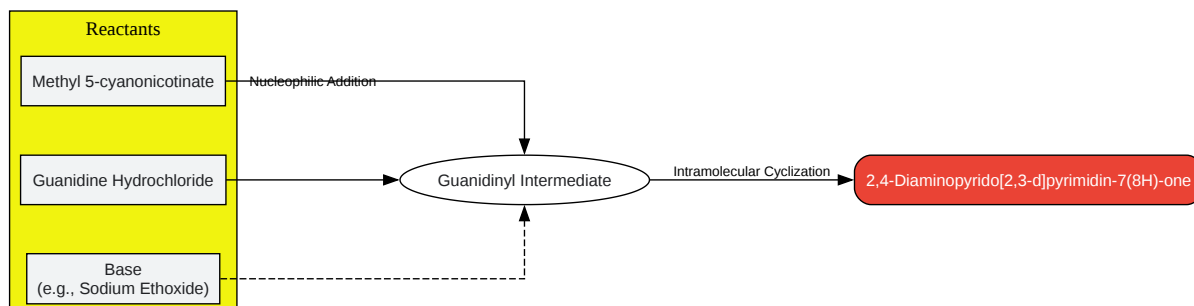 Reactants
Methyl 5-cyanonicotinate
Nucleophilic Addition
Guanidine Hydrochloride
Guanidinyl Intermediate
Intramolecular Cyclization
2,4-Diaminopyrido[2,3-d]pyrimidin-7(8H)-one
Base
(e.g., Sodium Ethoxide)